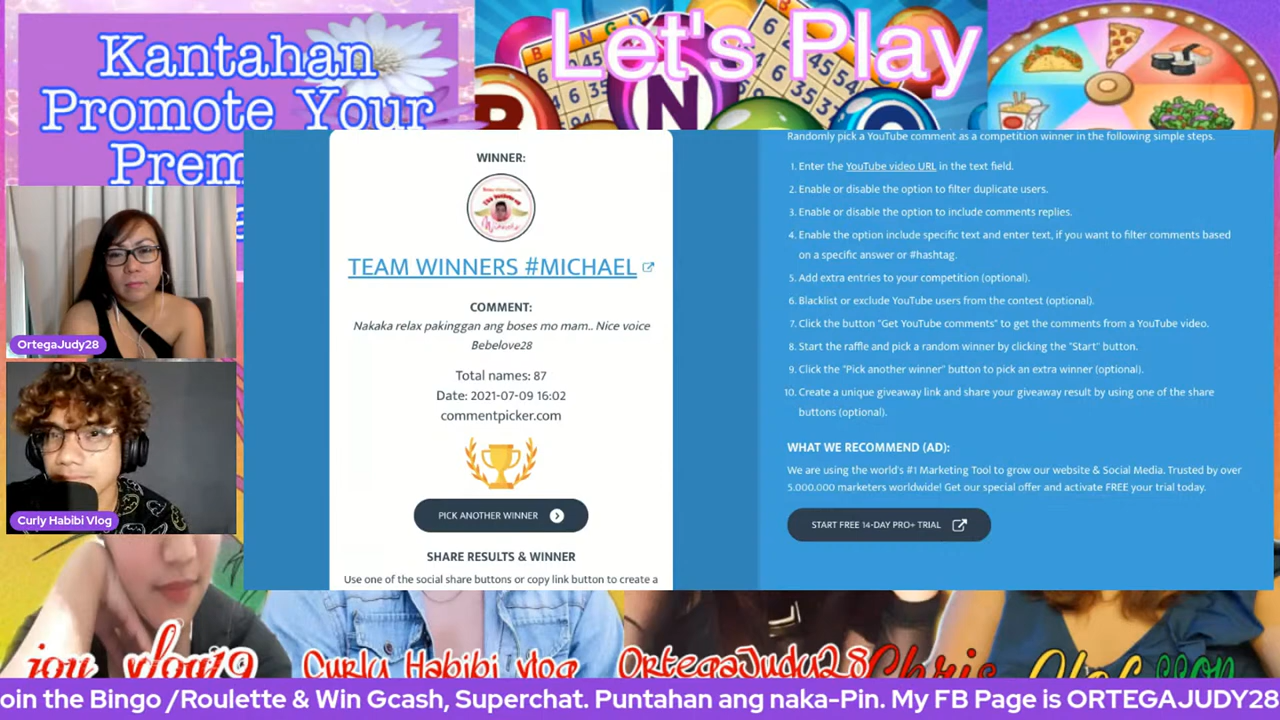 Kantahan
Promote Your
Prem
Let's Play
B
N
WINNER:
TEAM WINNERS #MICHAEL
COMMENT:
Nakaka relax pakinggan ang boses mo mam.. Nice voice
Bebelove28
Total names: 87
Date: 2021-07-09 16:02
commentpicker.com
PICK ANOTHER WINNER
SHARE RESULTS & WINNER
Use one of the social share buttons or copy link button to create a
Randomly pick a YouTube comment as a competition winner in the following simple steps.
1. Enter the YouTube video URL in the text field.
2. Enable or disable the option to filter duplicate users.
3. Enable or disable the option to include comments replies.
4. Enable the option include specific text and enter text, if you want to filter comments based
on a specific answer or #hashtag.
5. Add extra entries to your competition (optional).
6. Blacklist or exclude YouTube users from the contest (optional).
7. Click the button "Get YouTube comments" to get the comments from a YouTube video.
8. Start the raffle and pick a random winner by clicking the "Start" button.
9. Click the "Pick another winner" button to pick an extra winner (optional).
10. Create a unique giveaway link and share your giveaway result by using one of the share
buttons (optional).
WHAT WE RECOMMEND (AD):
We are using the world's #1 Marketing Tool to grow our website & Social Media. Trusted by over
5.000.000 marketers worldwide! Get our special offer and activate FREE your trial today.
START FREE 14-DAY PRO+ TRIAL
OrtegaJudy28
Curly Habibi Vlog
joy vlog19
Curly Habibi vlog
OrtegaJudy28
Chris
oin the Bingo /Roulette & Win Gcash, Superchat. Puntahan ang naka-Pin. My FB Page is ORTEGAJUDY28